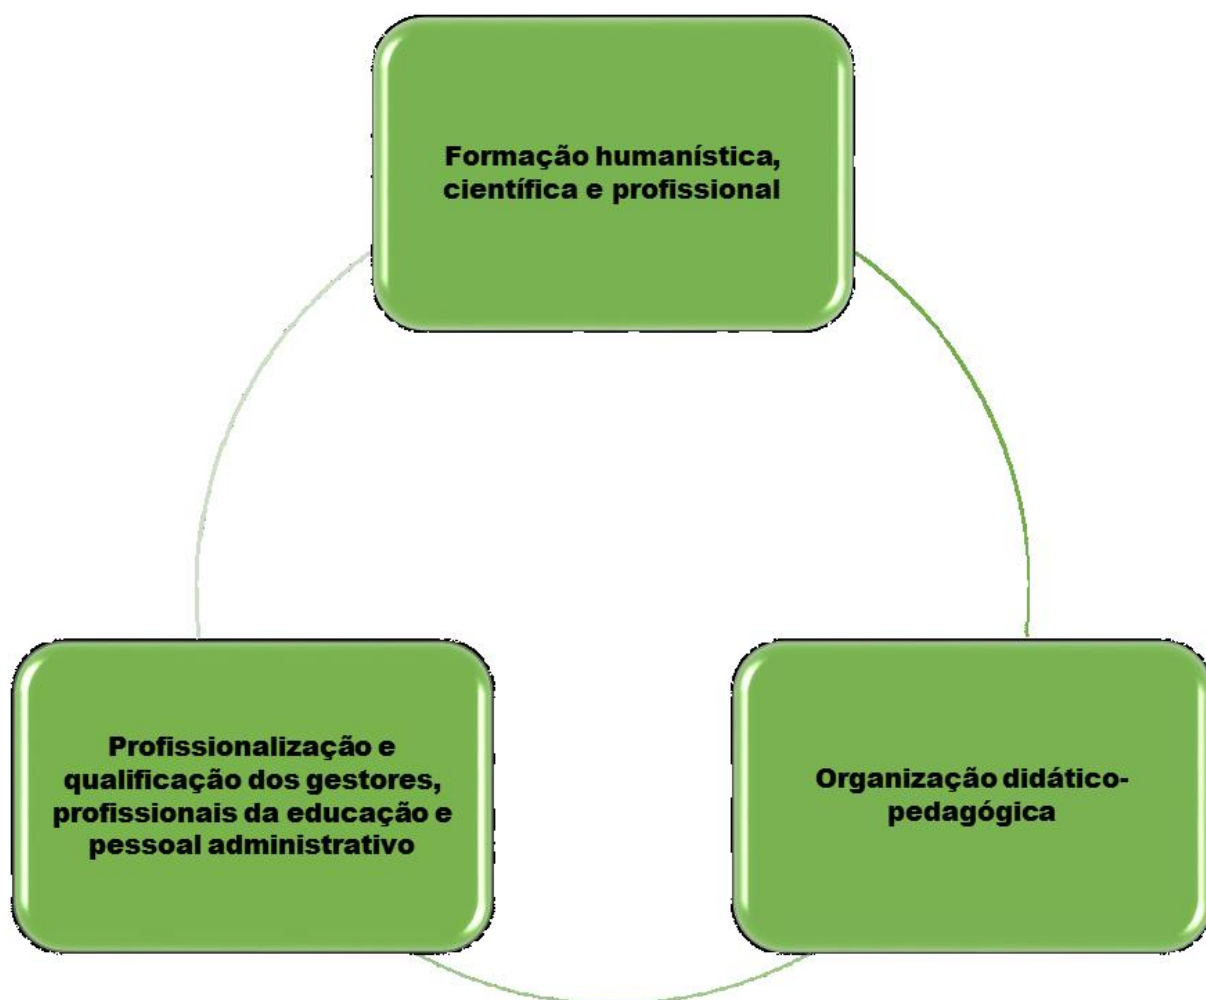 Formação humanística,
científica e profissional
Profissionalização e
qualificação dos gestores,
profissionais da educação e
pessoal administrativo
Organização didático-
pedagógica